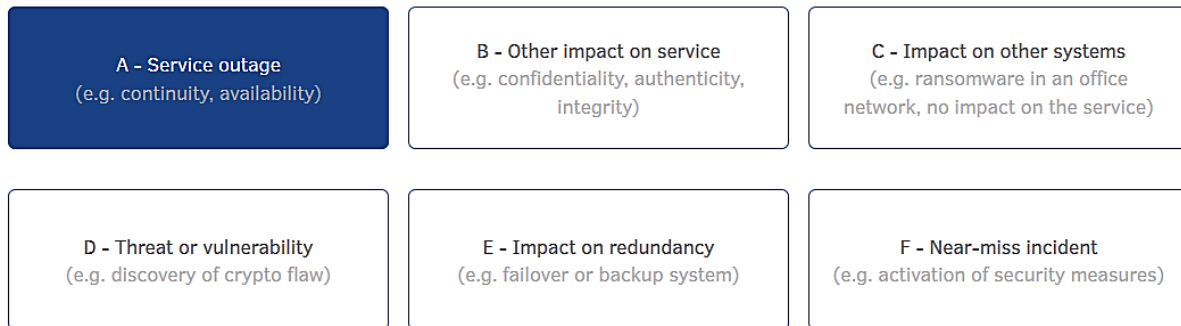 A - Service outage
(e.g. continuity, availability)
B - Other impact on service
(e.g. confidentiality, authenticity,
integrity)
C - Impact on other systems
(e.g. ransomware in an office
network, no impact on the service)
D - Threat or vulnerability
(e.g. discovery of crypto flaw)
E - Impact on redundancy
(e.g. failover or backup system)
F - Near-miss incident
(e.g. activation of security measures)